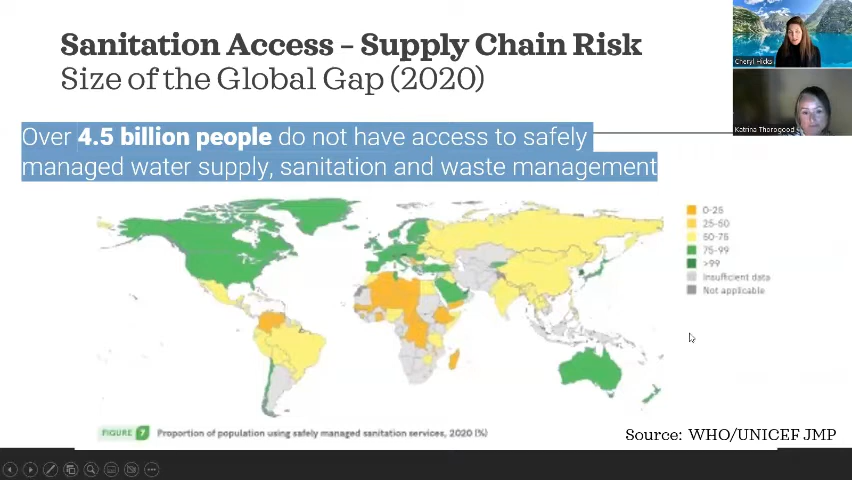 Sanitation Access – Supply Chain Risk
Size of the Global Gap (2020)
Over 4.5 billion people do not have access to safely
managed water supply, sanitation and waste management
Cheryl Hicks
Katrina Thorogood
0-25
25-50
50-75
75-99
>99
Insufficient data
Not applicable
FIGURE 7 Proportion of population using safely managed sanitation services, 2020 (%)
Source: WHO/UNICEF JMP